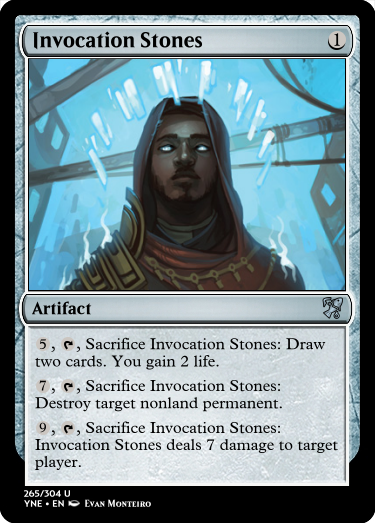 Invocation Stones 1
Artifact
5, , Sacrifice Invocation Stones: Draw
two cards. You gain 2 life.
7, , Sacrifice Invocation Stones:
Destroy target nonland permanent.
9, , Sacrifice Invocation Stones:
Invocation Stones deals 7 damage to target
player.
265/304 U
YNE • EN Evan Monteiro